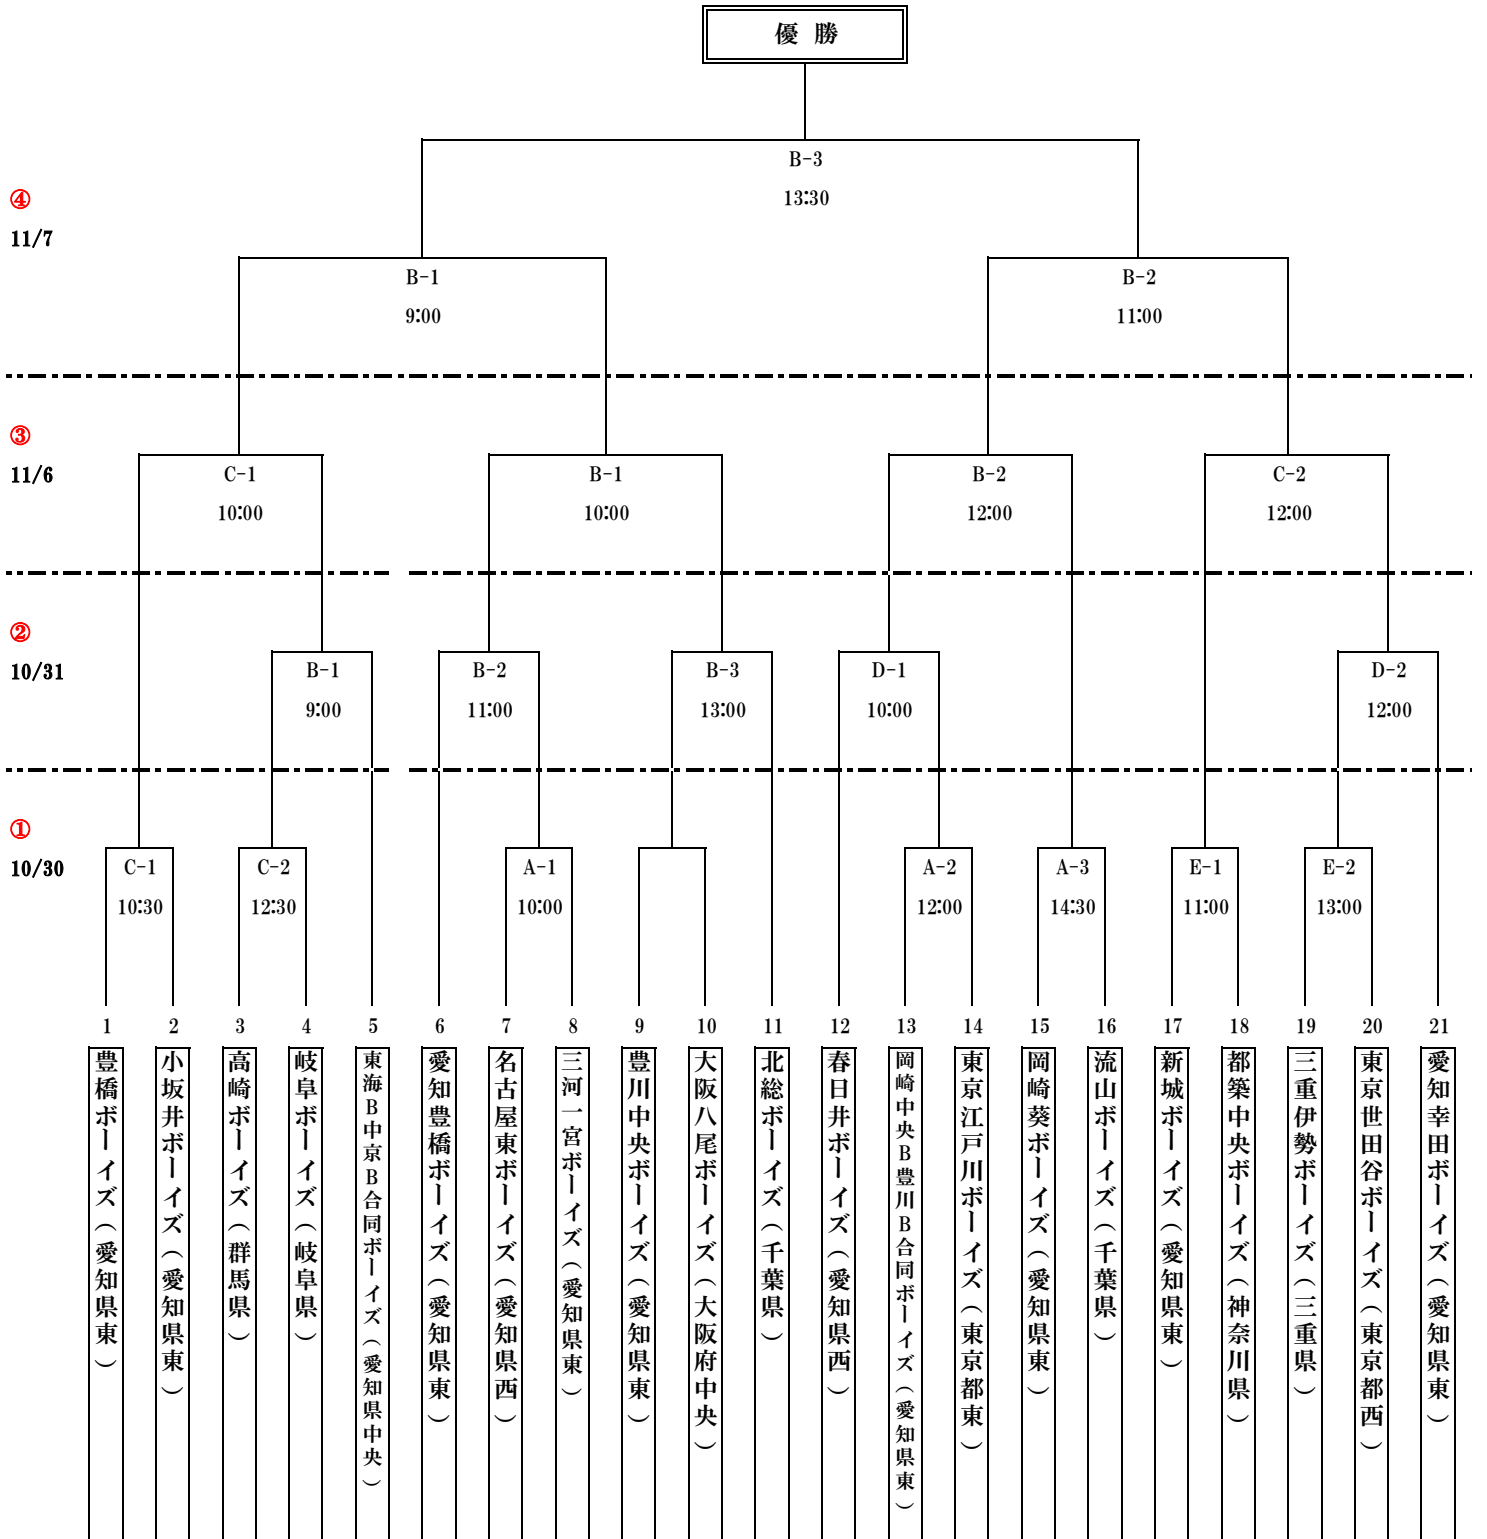 優 勝
B-3
13:30
④
11/7
B-1
9:00
B-2
11:00
③
11/6
C-1
10:00
B-1
10:00
B-2
12:00
C-2
12:00
②
10/31
B-1
9:00
B-2
11:00
B-3
13:00
D-1
10:00
D-2
12:00
①
10/30
C-1
10:30
C-2
12:30
A-1
10:00
A-2
12:00
A-3
14:30
E-1
11:00
E-2
13:00
1
豊橋ボーイズ（愛知県東）
2
小坂井ボーイズ（愛知県東）
3
高崎ボーイズ（群馬県）
4
岐阜ボーイズ（岐阜県）
5
東海B中京B合同ボーイズ（愛知県中央）
6
愛知豊橋ボーイズ（愛知県東）
7
名古屋東ボーイズ（愛知県西）
8
三河一宮ボーイズ（愛知県東）
9
豊川中央ボーイズ（愛知県東）
10
大阪八尾ボーイズ（大阪府中央）
11
北総ボーイズ（千葉県）
12
春日井ボーイズ（愛知県西）
13
岡崎中央B豊川B合同ボーイズ（愛知県東）
14
東京江戸川ボーイズ（東京都東）
15
岡崎葵ボーイズ（愛知県東）
16
流山ボーイズ（千葉県）
17
新城ボーイズ（愛知県東）
18
都築中央ボーイズ（神奈川県）
19
三重伊勢ボーイズ（三重県）
20
東京世田谷ボーイズ（東京都西）
21
愛知幸田ボーイズ（愛知県東）